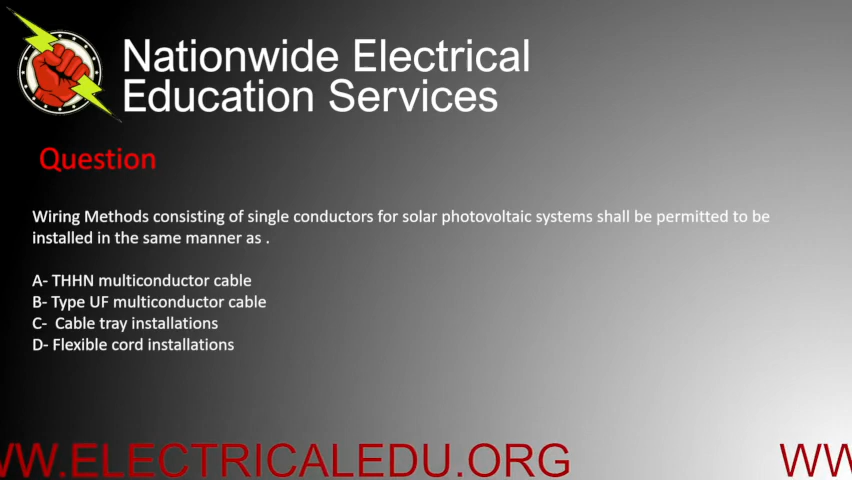 Nationwide Electrical
Education Services
Question
Wiring Methods consisting of single conductors for solar photovoltaic systems shall be permitted to be
installed in the same manner as .
A- THHN multiconductor cable
B- Type UF multiconductor cable
C-  Cable tray installations
D- Flexible cord installations
WW.ELECTRICALEDU.ORG WW